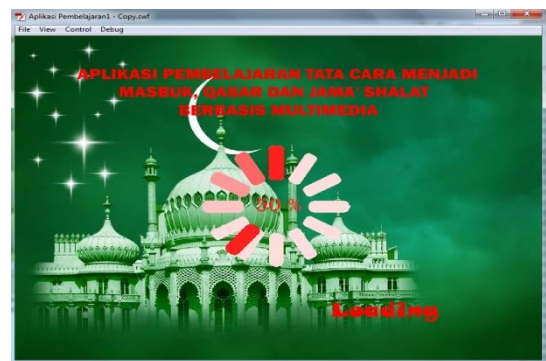 Aplikasi Pembelajaran1 - Copy.swf
File View Control Debug
APLIKASI PEMBELAJARAN TATA CARA MENJADI
MASBUK, QASAR DAN JAMA' SHALAT
BERBASIS MULTIMEDIA
30 %
Loading